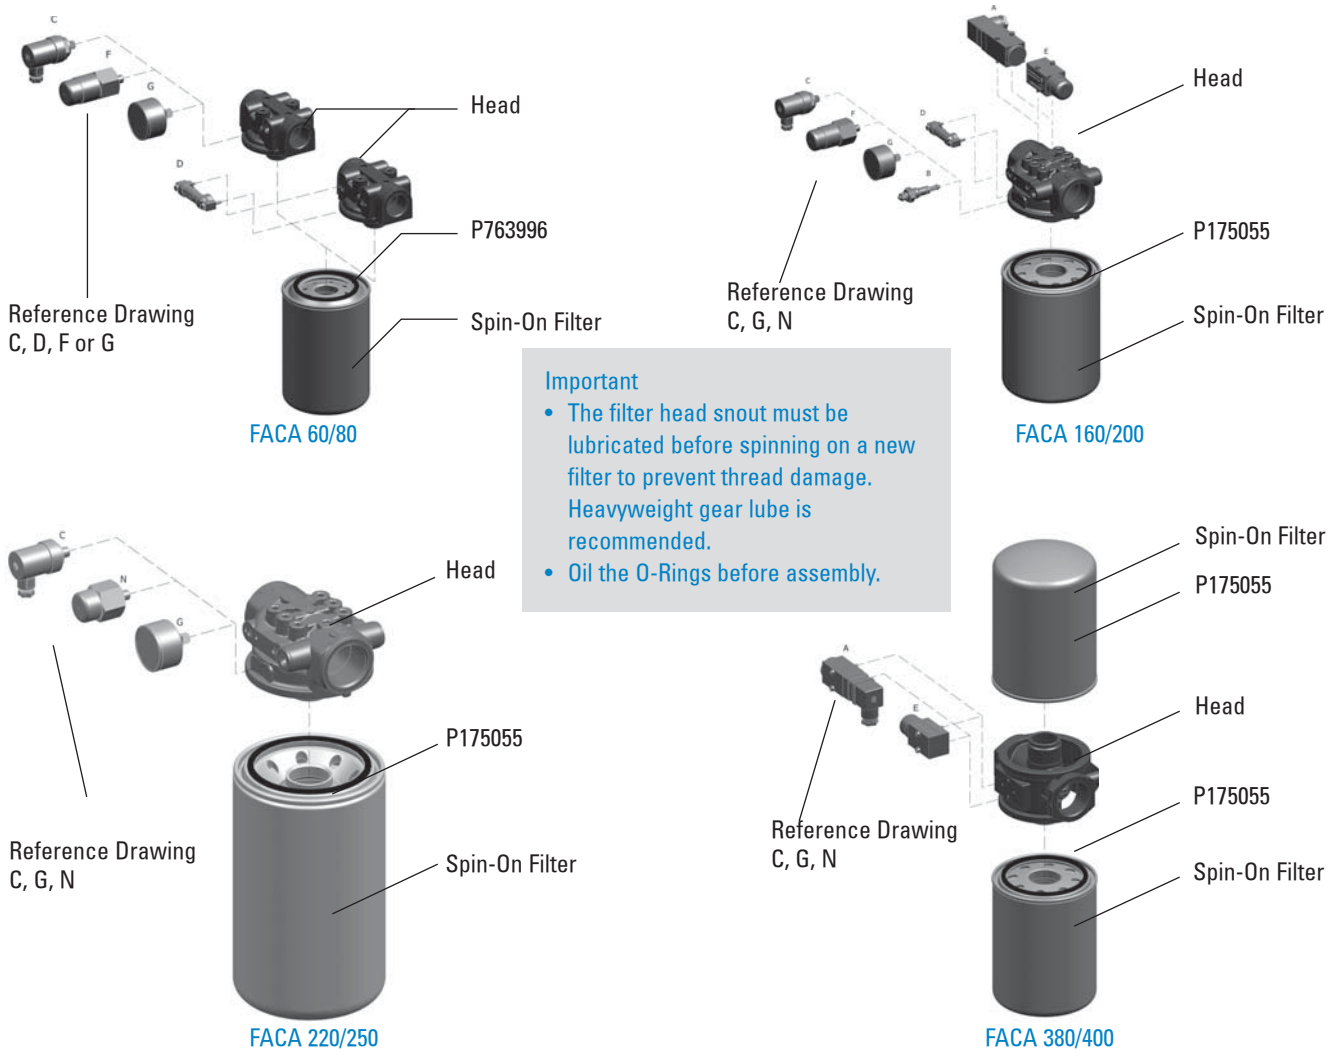 C
F
G
D
Head
P763996
Reference Drawing
C, D, F or G
Spin-On Filter
FACA 60/80
A
E
C
F
D
G
B
Head
P175055
Reference Drawing
C, G, N
Spin-On Filter
FACA 160/200
Important
• The filter head snout must be
lubricated before spinning on a new
filter to prevent thread damage.
Heavyweight gear lube is
recommended.
• Oil the O-Rings before assembly.
C
N
G
Head
P175055
Reference Drawing
C, G, N
Spin-On Filter
FACA 220/250
Spin-On Filter
P175055
A
E
Head
P175055
Reference Drawing
C, G, N
Spin-On Filter
FACA 380/400